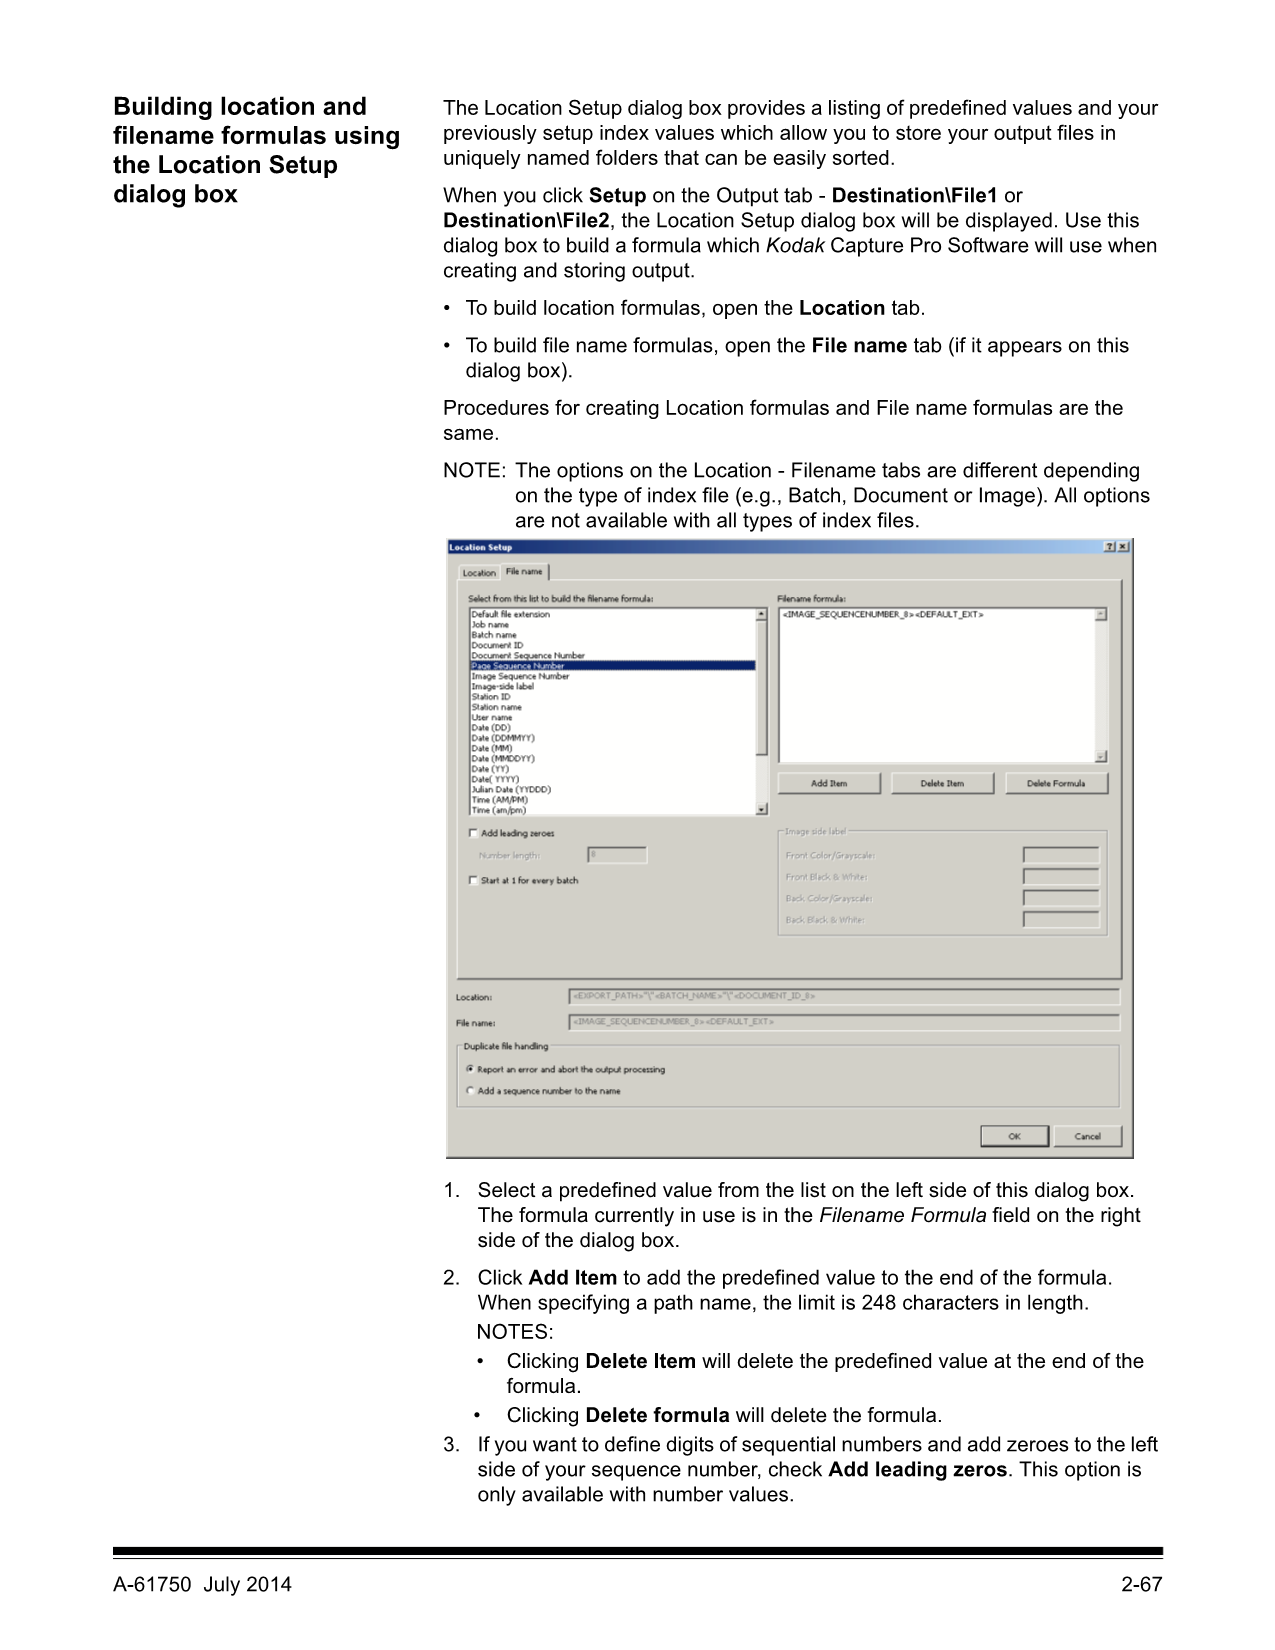 Building location and
filename formulas using
the Location Setup
dialog box
The Location Setup dialog box provides a listing of predefined values and your
previously setup index values which allow you to store your output files in
uniquely named folders that can be easily sorted.
When you click Setup on the Output tab - Destination\File1 or
Destination\File2, the Location Setup dialog box will be displayed. Use this
dialog box to build a formula which Kodak Capture Pro Software will use when
creating and storing output.
• To build location formulas, open the Location tab.
• To build file name formulas, open the File name tab (if it appears on this
dialog box).
Procedures for creating Location formulas and File name formulas are the
same.
NOTE: The options on the Location - Filename tabs are different depending
on the type of index file (e.g., Batch, Document or Image). All options
are not available with all types of index files.
Location Setup
Location File name
Select from this list to build the filename formula:
Default file extension
Job name
Batch name
Document ID
Document Sequence Number
Page Sequence Number
Image Sequence Number
Image-side label
Station ID
Station name
User name
Date (DD)
Date (DDMMYY)
Date (MM)
Date (MMDDYY)
Date (YY)
Date( YYYY)
Julian Date (YYDDD)
Time (AM/PM)
Time (am/pm)
Filename formula:
<IMAGE_SEQUENCENUMBER_8><DEFAULT_EXT>
Add Item Delete Item Delete Formula
Add leading zeroes
Number length: 8
Start at 1 for every batch
Image side label
Front Color/Grayscale:
Front Black & White:
Back Color/Grayscale:
Back Black & White:
Location: <EXPORT_PATH>"\"<BATCH_NAME>"\"<DOCUMENT_ID_8>
File name: <IMAGE_SEQUENCENUMBER_8><DEFAULT_EXT>
Duplicate file handling
Report an error and abort the output processing
Add a sequence number to the name
OK Cancel
1. Select a predefined value from the list on the left side of this dialog box.
The formula currently in use is in the Filename Formula field on the right
side of the dialog box.
2. Click Add Item to add the predefined value to the end of the formula.
When specifying a path name, the limit is 248 characters in length.
NOTES:
• Clicking Delete Item will delete the predefined value at the end of the
formula.
• Clicking Delete formula will delete the formula.
3. If you want to define digits of sequential numbers and add zeroes to the left
side of your sequence number, check Add leading zeros. This option is
only available with number values.
A-61750 July 2014 2-67